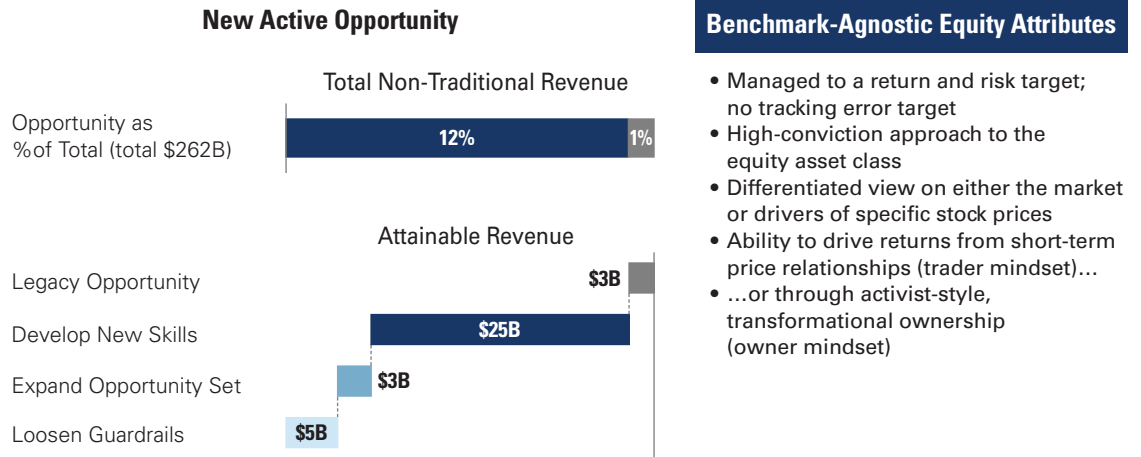 New Active Opportunity
Total Non-Traditional Revenue
Opportunity as
%of Total (total $262B)
12%
1%
Attainable Revenue
Legacy Opportunity
$3B
Develop New Skills
$25B
Expand Opportunity Set
$3B
Loosen Guardrails
$5B
Benchmark-Agnostic Equity Attributes
• Managed to a return and risk target;
no tracking error target
• High-conviction approach to the
equity asset class
• Differentiated view on either the market
or drivers of specific stock prices
• Ability to drive returns from short-term
price relationships (trader mindset)…
• …or through activist-style,
transformational ownership
(owner mindset)